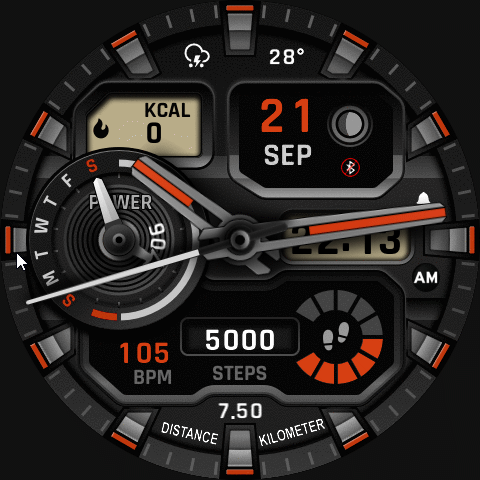 28°
KCAL
0
21
SEP
S M T W T F S
POWER
90%
22:13
AM
105
BPM
5000
STEPS
7.50
DISTANCE KILOMETER